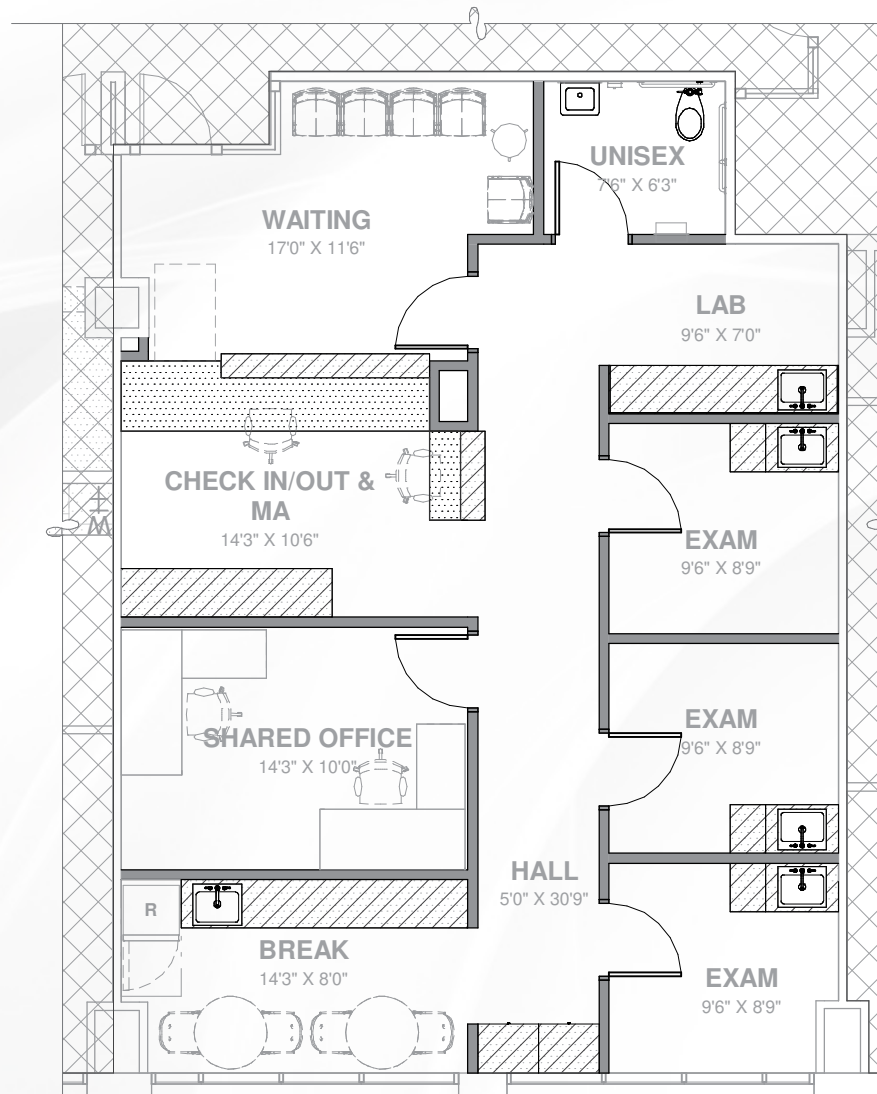 UNISEX
7'6" X 6'3"
WAITING
17'0" X 11'6"
LAB
9'6" X 7'0"
CHECK IN/OUT &
MA
14'3" X 10'6"
EXAM
9'6" X 8'9"
SHARED OFFICE
14'3" X 10'0"
EXAM
9'6" X 8'9"
HALL
5'0" X 30'9"
R
BREAK
14'3" X 8'0"
EXAM
9'6" X 8'9"